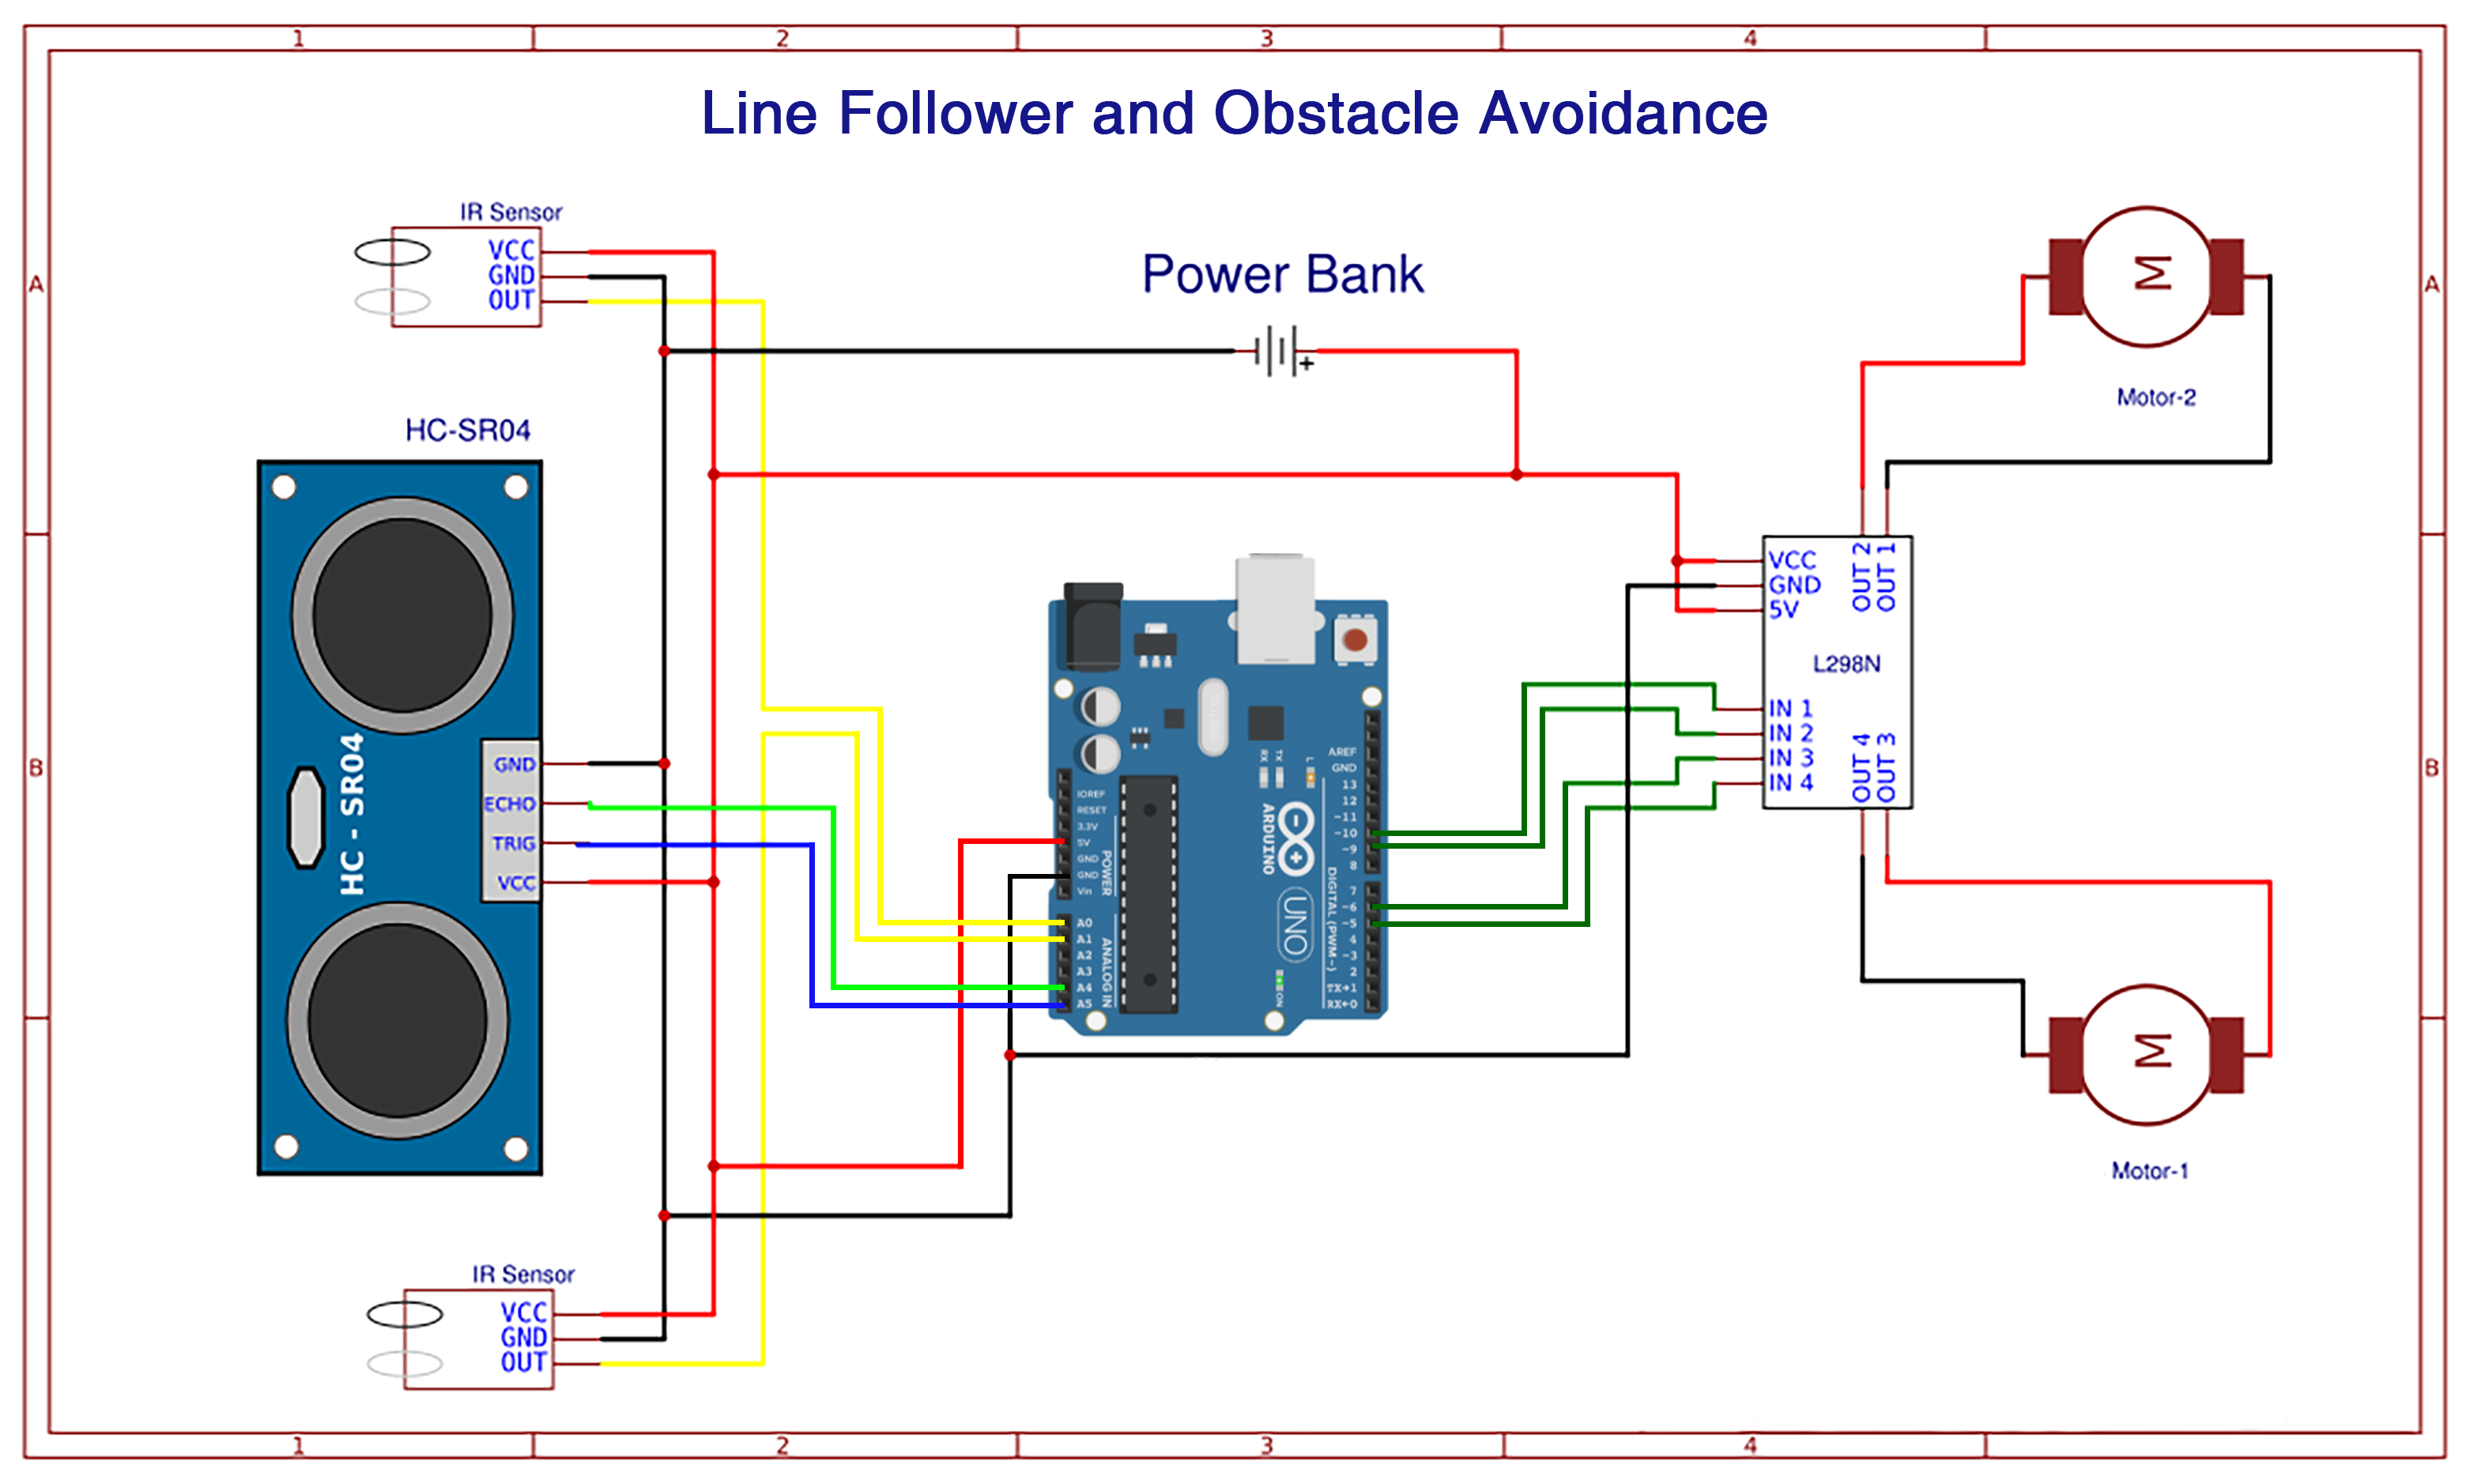 1 2 3 4
Line Follower and Obstacle Avoidance
IR Sensor
VCC
GND
OUT
A
Power Bank
+
M
Motor-2
A
HC-SR04
HC - SR04
GND
ECHO
TRIG
VCC
B
VCC
GND
5V
OUT 2
OUT 1
L298N
IN 1
IN 2
IN 3
IN 4
OUT 4
OUT 3
B
IOREF
RESET
3.3V
5V
GND
GND
Vin
POWER
A0
A1
A2
A3
A4
A5
ANALOG IN
RX
TX
L
ARDUINO
UNO
ON
AREF
GND
13
12
~11
~10
~9
8
7
~6
~5
4
~3
2
TX→1
RX←0
DIGITAL (PWM~)
M
Motor-1
IR Sensor
VCC
GND
OUT
1 2 3 4